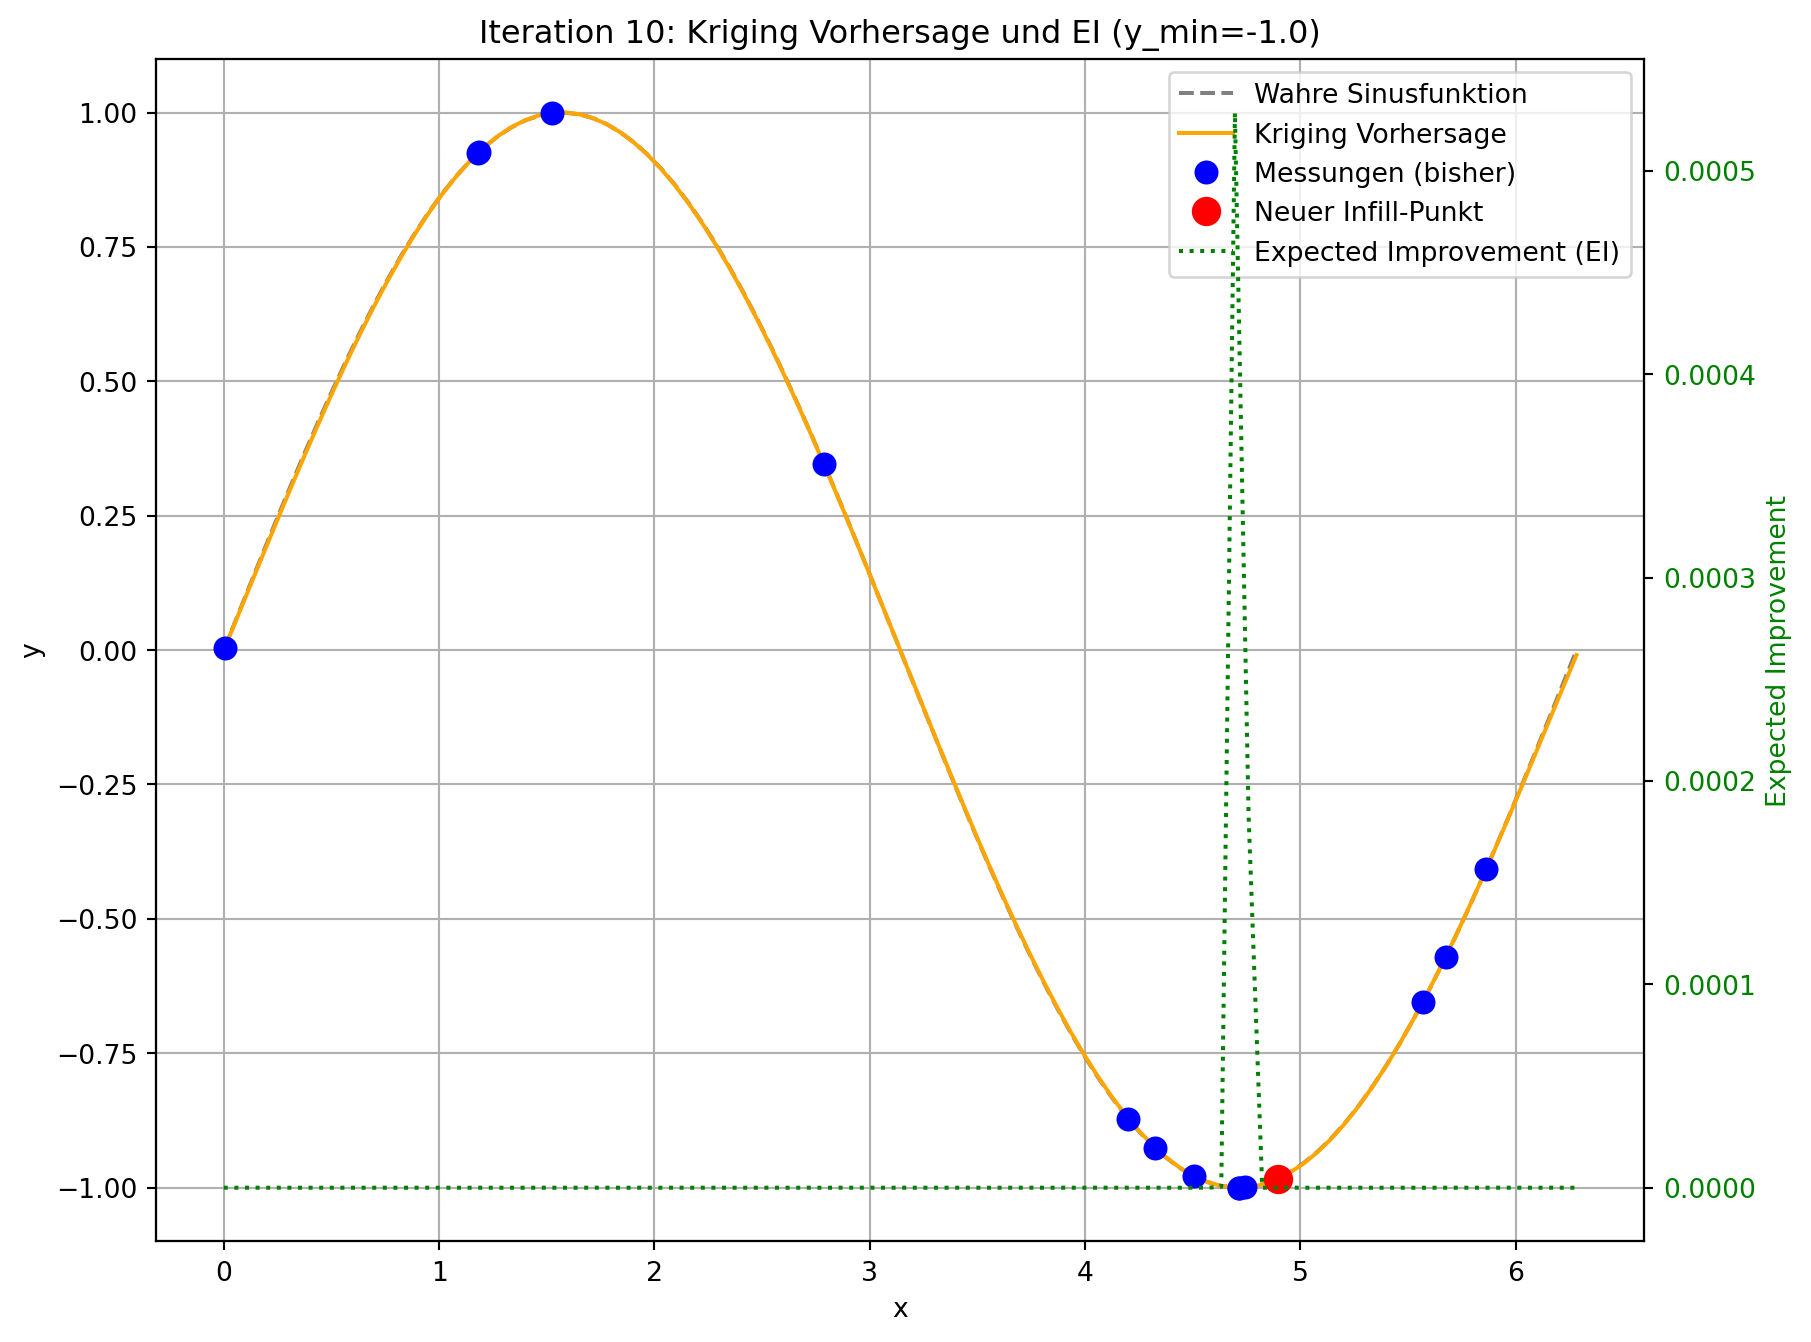 Iteration 10: Kriging Vorhersage und EI (y_min=-1.0)
Wahre Sinusfunktion
Kriging Vorhersage
Messungen (bisher)
Neuer Infill-Punkt
Expected Improvement (EI)
1.00
0.75
0.50
0.25
0.00
−0.25
−0.50
−0.75
−1.00
y
0.0005
0.0004
0.0003
0.0002
0.0001
0.0000
Expected Improvement
0 1 2 3 4 5 6
x